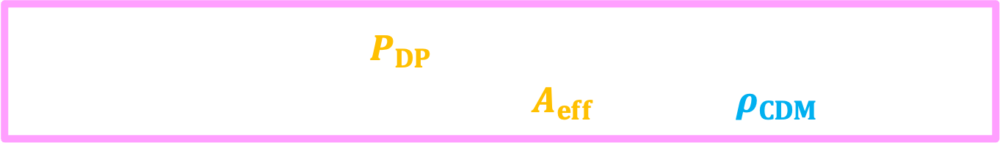 P_DP
A_eff ρ_CDM